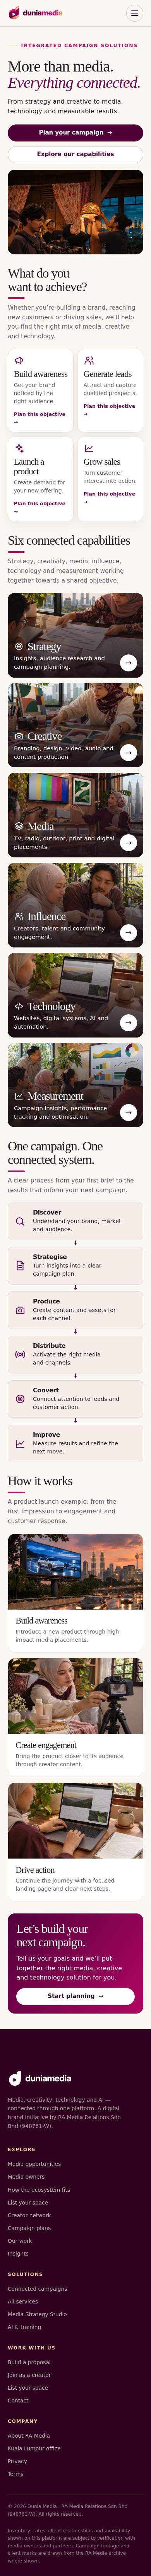 duniamedia
INTEGRATED CAMPAIGN SOLUTIONS
More than media.
Everything connected.
From strategy and creative to media,
technology and measurable results.
Plan your campaign →
Explore our capabilities
What do you
want to achieve?
Whether you're building a brand, reaching
new customers or driving sales, we'll help
you find the right mix of media, creative
and technology.
Build awareness
Get your brand
noticed by the
right audience.
Plan this objective
→
Generate leads
Attract and capture
qualified prospects.
Plan this objective
→
Launch a
product
Create demand for
your new offering.
Plan this objective
→
Grow sales
Turn customer
interest into action.
Plan this objective
→
Six connected capabilities
Strategy, creativity, media, influence,
technology and measurement working
together towards a shared objective.
Strategy
Insights, audience research and
campaign planning.
→
Creative
Branding, design, video, audio and
content production.
→
Media
TV, radio, outdoor, print and digital
placements.
→
Influence
Creators, talent and community
engagement.
→
Technology
Websites, digital systems, AI and
automation.
→
Measurement
Campaign insights, performance
tracking and optimisation.
→
One campaign. One
connected system.
A clear process from your first brief to the
results that inform your next campaign.
Discover
Understand your brand, market
and audience.
↓
Strategise
Turn insights into a clear
campaign plan.
↓
Produce
Create content and assets for
each channel.
↓
Distribute
Activate the right media
and channels.
↓
Convert
Connect attention to leads and
customer action.
↓
Improve
Measure results and refine the
next move.
How it works
A product launch example: from the
first impression to engagement and
customer response.
Build awareness
Introduce a new product through high-
impact media placements.
Create engagement
Bring the product closer to its audience
through creator content.
Drive action
Continue the journey with a focused
landing page and clear next steps.
Let's build your
next campaign.
Tell us your goals and we'll put
together the right media, creative
and technology solution for you.
Start planning →
duniamedia
Media, creativity, technology and AI —
connected through one platform. A digital
brand initiative by RA Media Relations Sdn
Bhd (948761-W).
EXPLORE
Media opportunities
Media owners
How the ecosystem fits
List your space
Creator network
Campaign plans
Our work
Insights
SOLUTIONS
Connected campaigns
All services
Media Strategy Studio
AI & training
WORK WITH US
Build a proposal
Join as a creator
List your space
Contact
COMPANY
About RA Media
Kuala Lumpur office
Privacy
Terms
© 2026 Dunia Media · RA Media Relations Sdn Bhd
(948761-W). All rights reserved.
Inventory, rates, client relationships and availability
shown on this platform are subject to verification with
media owners and partners. Campaign footage and
client marks are drawn from the RA Media archive
where shown.